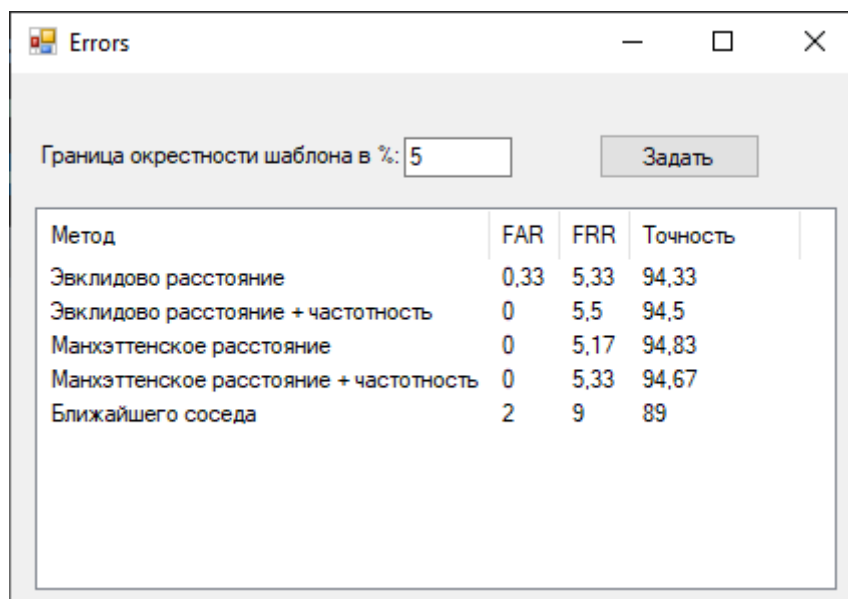 Errors
Граница окрестности шаблона в %: 5 Задать
Метод FAR FRR Точность
Эвклидово расстояние 0,33 5,33 94,33
Эвклидово расстояние + частотность 0 5,5 94,5
Манхэттенское расстояние 0 5,17 94,83
Манхэттенское расстояние + частотность 0 5,33 94,67
Ближайшего соседа 2 9 89